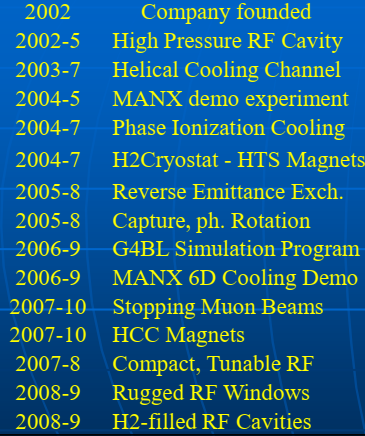 2002 Company founded
2002-5 High Pressure RF Cavity
2003-7 Helical Cooling Channel
2004-5 MANX demo experiment
2004-7 Phase Ionization Cooling
2004-7 H2Cryostat - HTS Magnets
2005-8 Reverse Emittance Exch.
2005-8 Capture, ph. Rotation
2006-9 G4BL Simulation Program
2006-9 MANX 6D Cooling Demo
2007-10 Stopping Muon Beams
2007-10 HCC Magnets
2007-8 Compact, Tunable RF
2008-9 Rugged RF Windows
2008-9 H2-filled RF Cavities